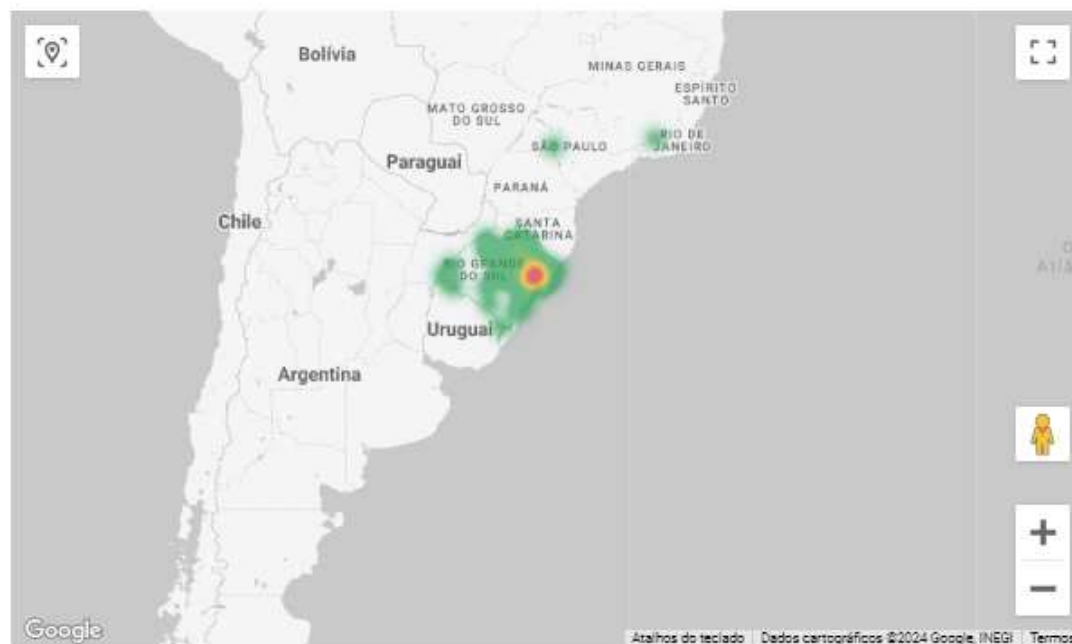 Bolívia
MINAS GERAIS
ESPÍRITO
SANTO
MATO GROSSO
DO SUL
SÃO PAULO
RIO DE
JANEIRO
Paraguai
PARANÁ
Chile
SANTA
CATARINA
RIO GRANDE
DO SUL
Uruguai
Argentina
Google
Atalhos do teclado
Dados cartográficos ©2024 Google, INEGI
Termos